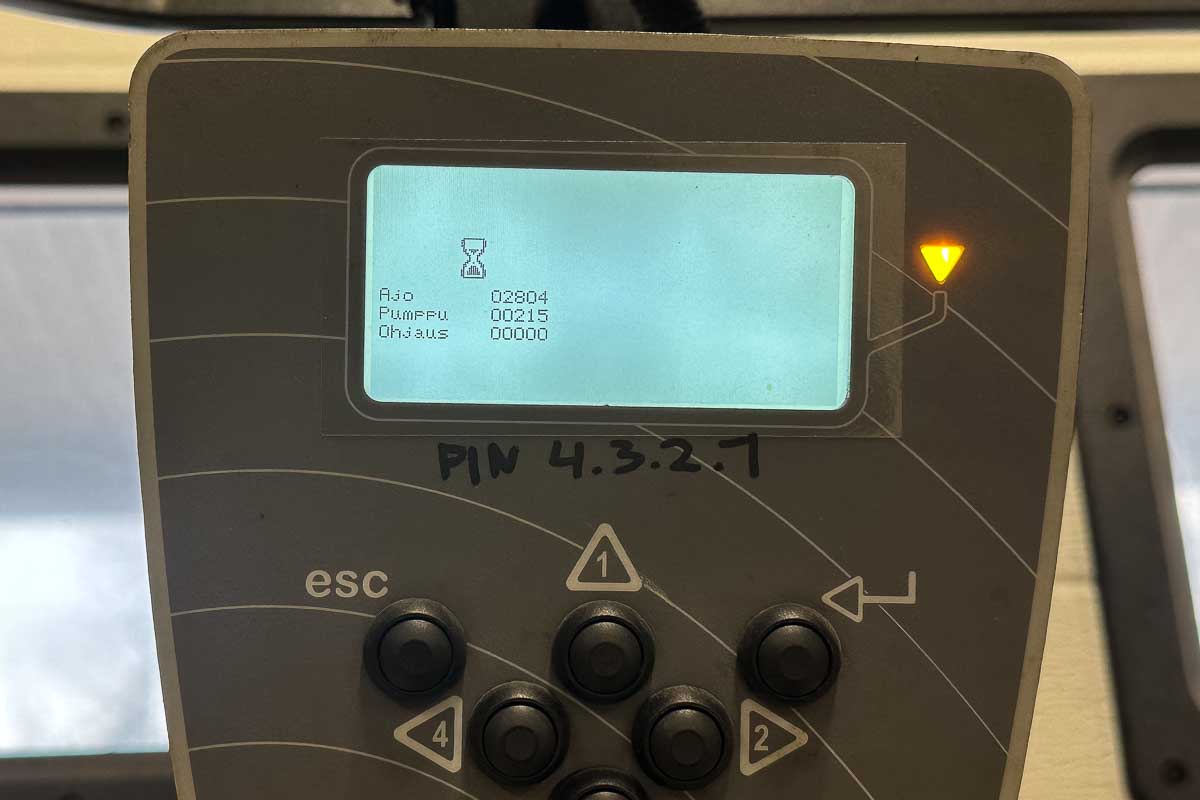 Ajo 02804
Pumppu 00215
Ohjaus 00000
PIN 4.3.2.1
esc
1
4
2